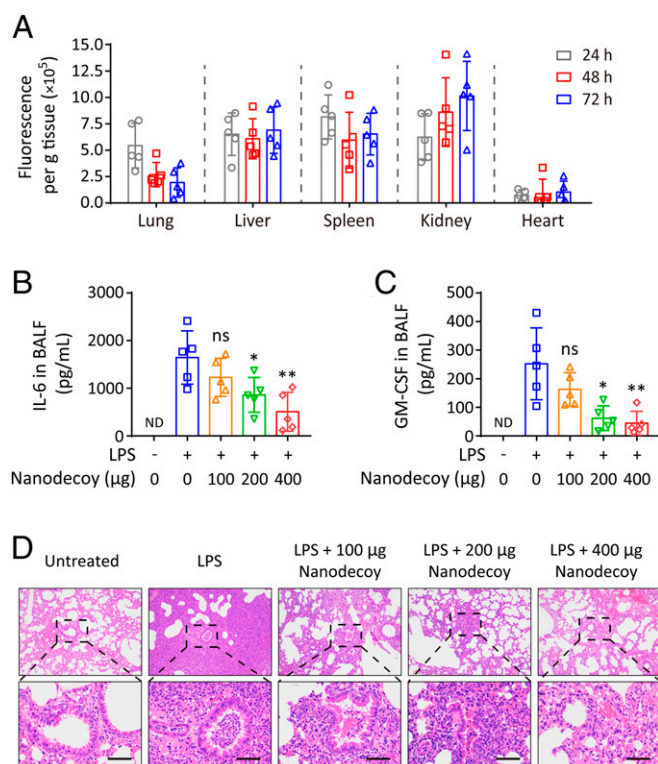 A
Fluorescence
per g tissue (×10⁵)
15.0
12.5
10.0
7.5
5.0
2.5
0.0
24 h
48 h
72 h
Lung Liver Spleen Kidney Heart
B
IL-6 in BALF
(pg/mL)
3000
2000
1000
0
ND
ns
*
**
LPS - + + + +
Nanodecoy (μg) 0 0 100 200 400
C
GM-CSF in BALF
(pg/mL)
500
400
300
200
100
0
ND
ns
*
**
LPS - + + + +
Nanodecoy (μg) 0 0 100 200 400
D
Untreated
LPS
LPS + 100 μg
Nanodecoy
LPS + 200 μg
Nanodecoy
LPS + 400 μg
Nanodecoy